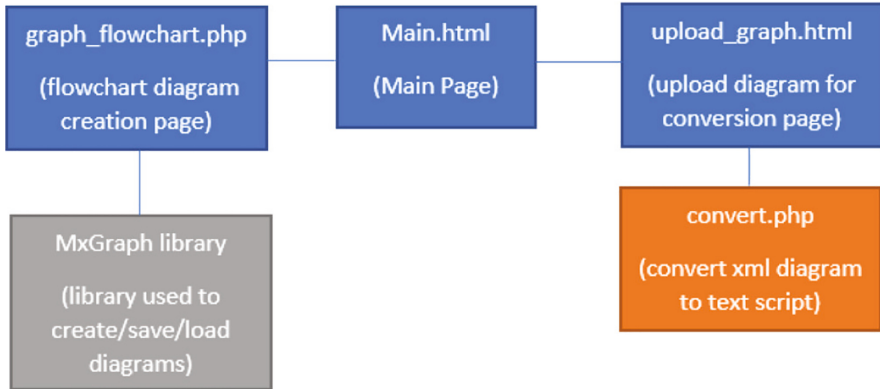 graph_flowchart.php
(flowchart diagram
creation page)
Main.html
(Main Page)
upload_graph.html
(upload diagram for
conversion page)
MxGraph library
(library used to
create/save/load
diagrams)
convert.php
(convert xml diagram
to text script)